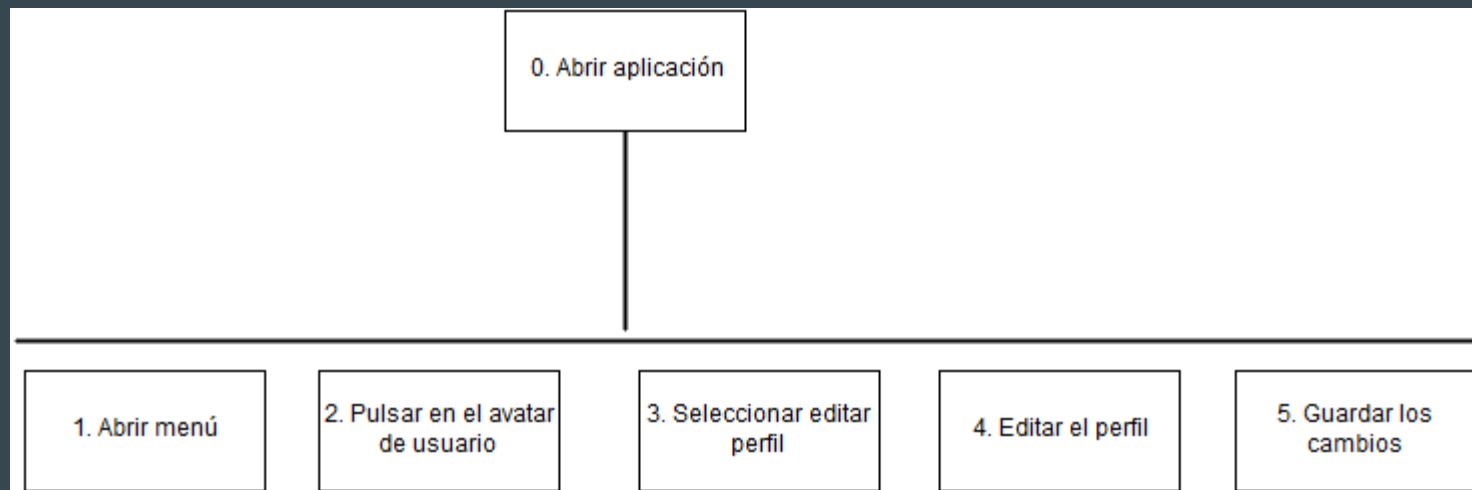 0. Abrir aplicación
1. Abrir menú
2. Pulsar en el avatar
de usuario
3. Seleccionar editar
perfil
4. Editar el perfil
5. Guardar los
cambios